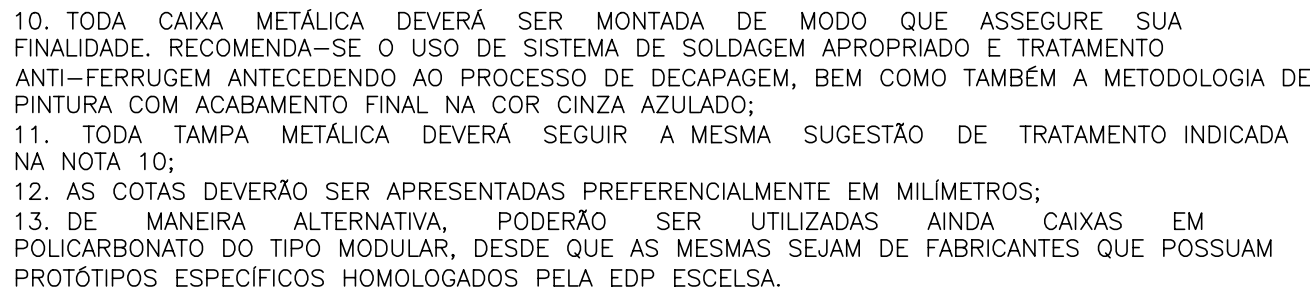 10. TODA CAIXA METÁLICA DEVERÁ SER MONTADA DE MODO QUE ASSEGURE SUA
FINALIDADE. RECOMENDA-SE O USO DE SISTEMA DE SOLDAGEM APROPRIADO E TRATAMENTO
ANTI-FERRUGEM ANTECEDENDO AO PROCESSO DE DECAPAGEM, BEM COMO TAMBÉM A METODOLOGIA DE
PINTURA COM ACABAMENTO FINAL NA COR CINZA AZULADO;
11. TODA TAMPA METÁLICA DEVERÁ SEGUIR A MESMA SUGESTÃO DE TRATAMENTO INDICADA
NA NOTA 10;
12. AS COTAS DEVERÃO SER APRESENTADAS PREFERENCIALMENTE EM MILÍMETROS;
13. DE MANEIRA ALTERNATIVA, PODERÃO SER UTILIZADAS AINDA CAIXAS EM
POLICARBONATO DO TIPO MODULAR, DESDE QUE AS MESMAS SEJAM DE FABRICANTES QUE POSSUAM
PROTÓTIPOS ESPECÍFICOS HOMOLOGADOS PELA EDP ESCELSA.